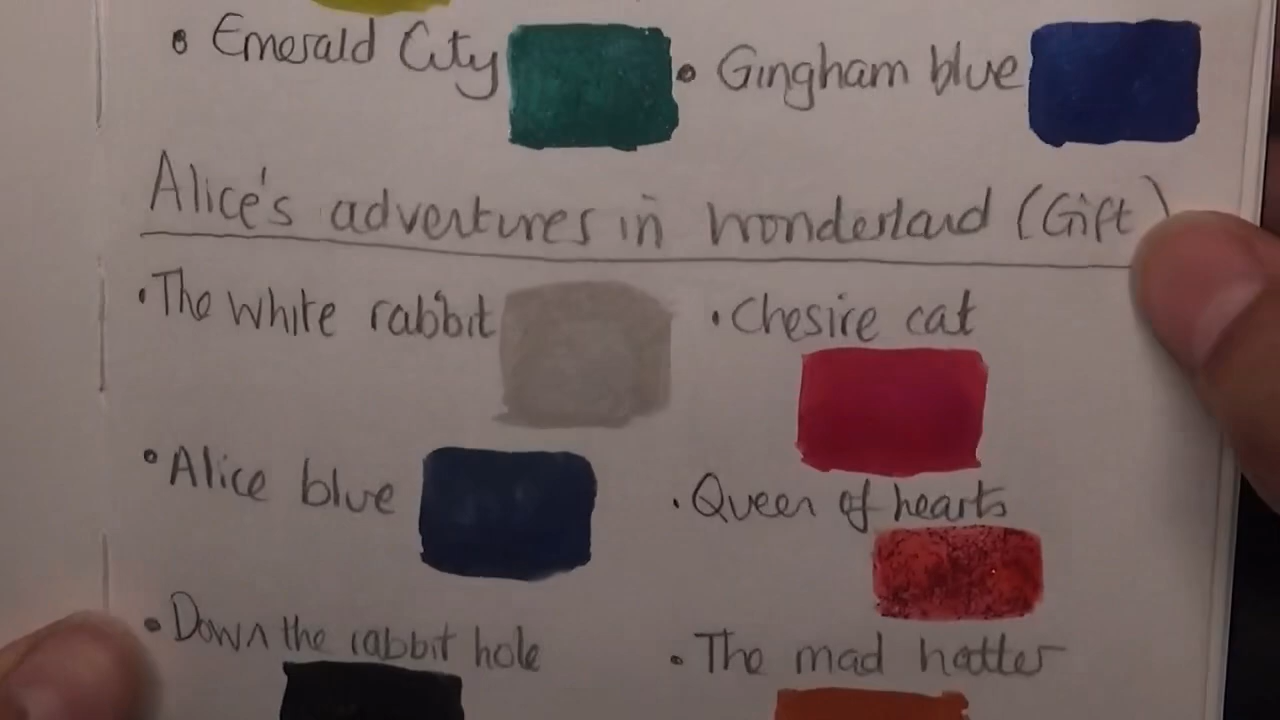 • Emerald City • Gingham blue
Alice's adventures in wonderland (Gift)
• The white rabbit • Chesire cat
• Alice blue • Queen of hearts
• Down the rabbit hole • The mad hatter